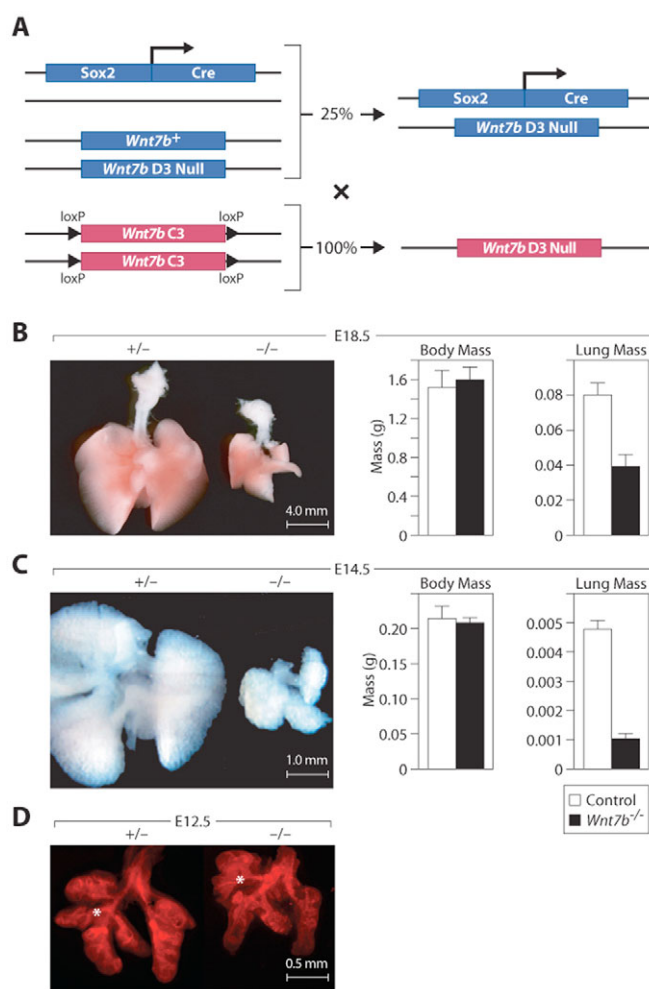 A
Sox2 Cre
Sox2 Cre
25%
Wnt7b+
Wnt7b D3 Null
Wnt7b D3 Null
×
loxP loxP
Wnt7b C3
100%
Wnt7b D3 Null
Wnt7b C3
loxP loxP
B
E18.5
+/– –/–
4.0 mm
Body Mass
Mass (g)
1.6
1.2
0.8
0.4
0
Lung Mass
0.08
0.04
0.00
C
E14.5
+/– –/–
1.0 mm
Body Mass
Mass (g)
0.20
0.15
0.10
0.05
0
Lung Mass
0.005
0.004
0.003
0.002
0.001
0
Control
Wnt7b-/-
D
E12.5
+/– –/–
* *
0.5 mm